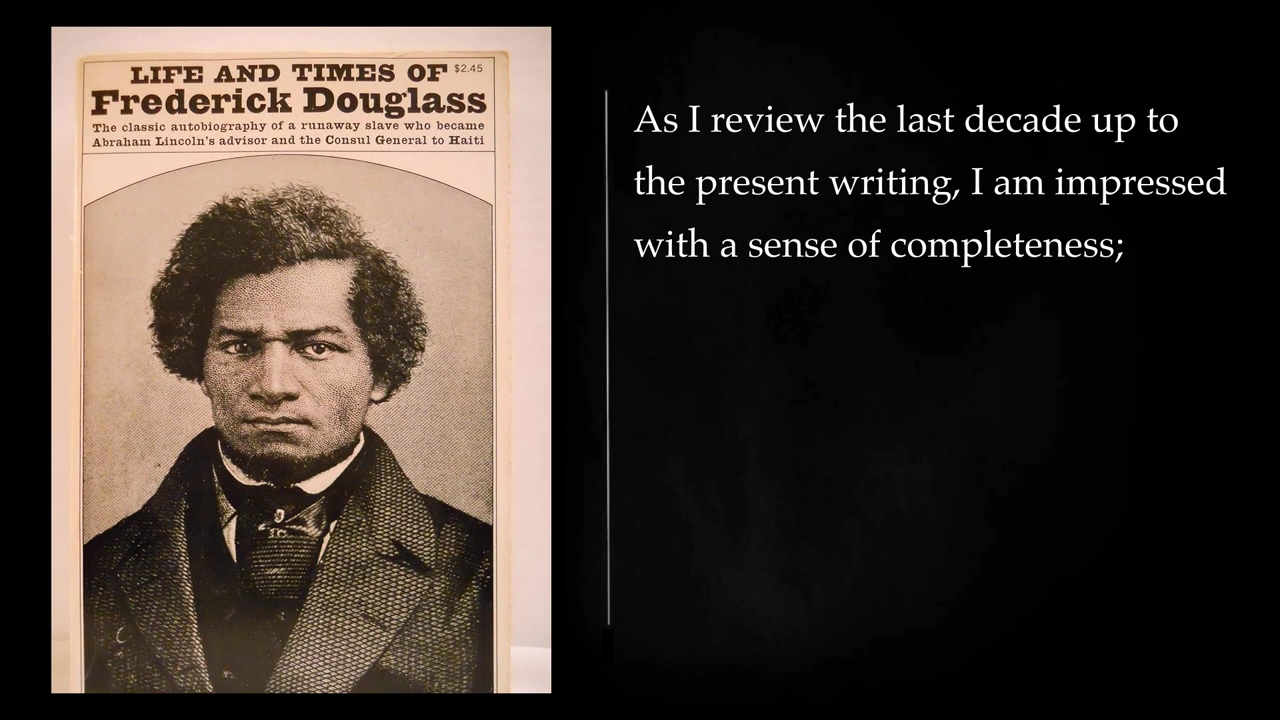 LIFE AND TIMES OF $2.45
Frederick Douglass
The classic autobiography of a runaway slave who became
Abraham Lincoln's advisor and the Consul General to Haiti
As I review the last decade up to
the present writing, I am impressed
with a sense of completeness;